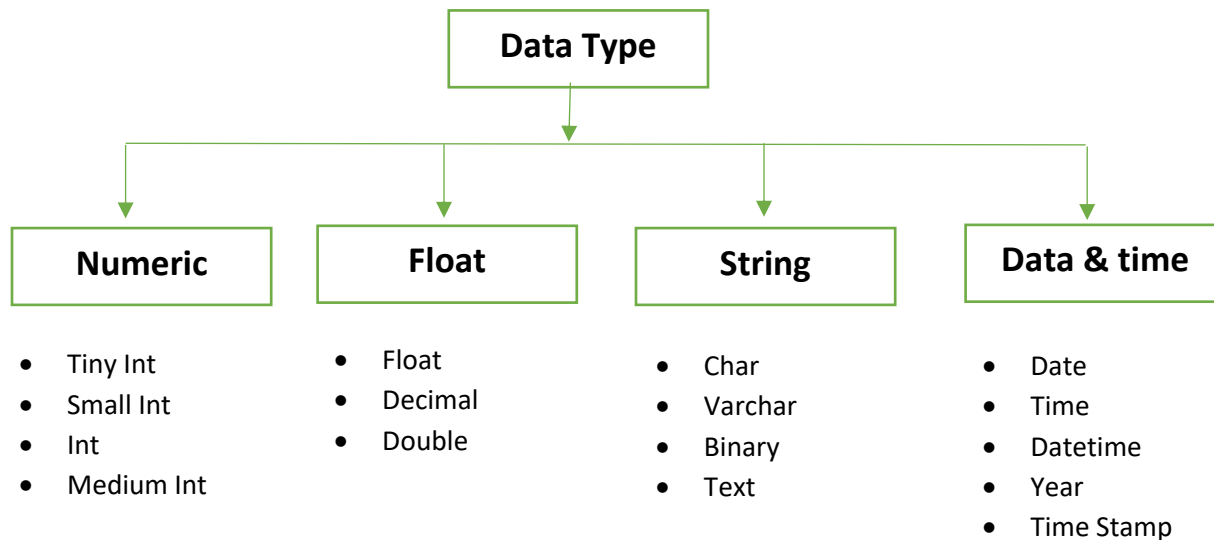 Data Type
Numeric
Float
String
Data & time
• Tiny Int
• Small Int
• Int
• Medium Int
• Float
• Decimal
• Double
• Char
• Varchar
• Binary
• Text
• Date
• Time
• Datetime
• Year
• Time Stamp